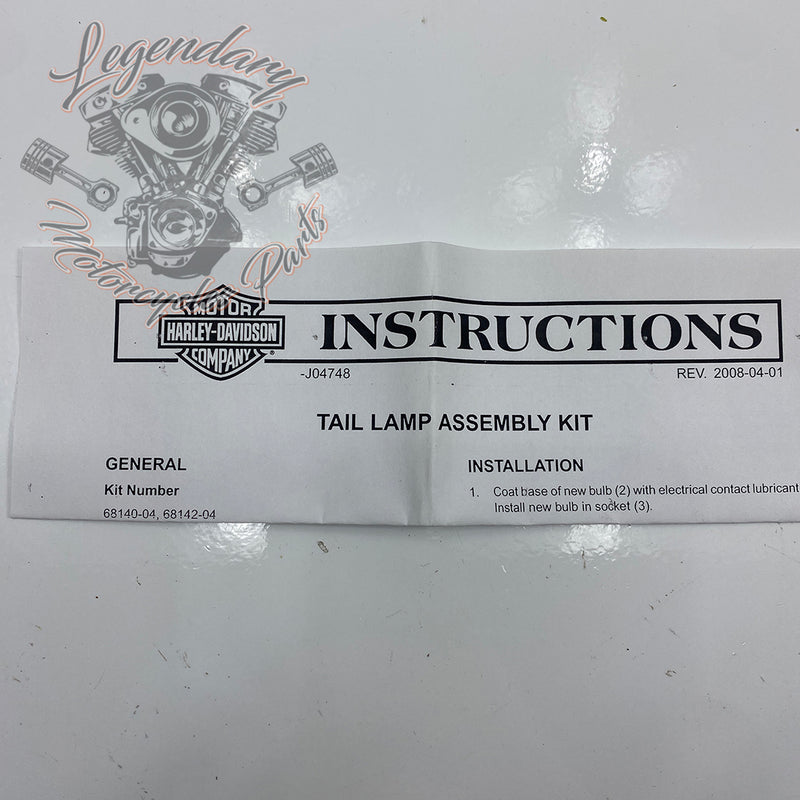 Legendary
Motorcycle Parts
MOTOR
HARLEY-DAVIDSON
COMPANY
®
INSTRUCTIONS
-J04748
REV. 2008-04-01
TAIL LAMP ASSEMBLY KIT
GENERAL
Kit Number
68140-04, 68142-04
INSTALLATION
1. Coat base of new bulb (2) with electrical contact lubricant
Install new bulb in socket (3).